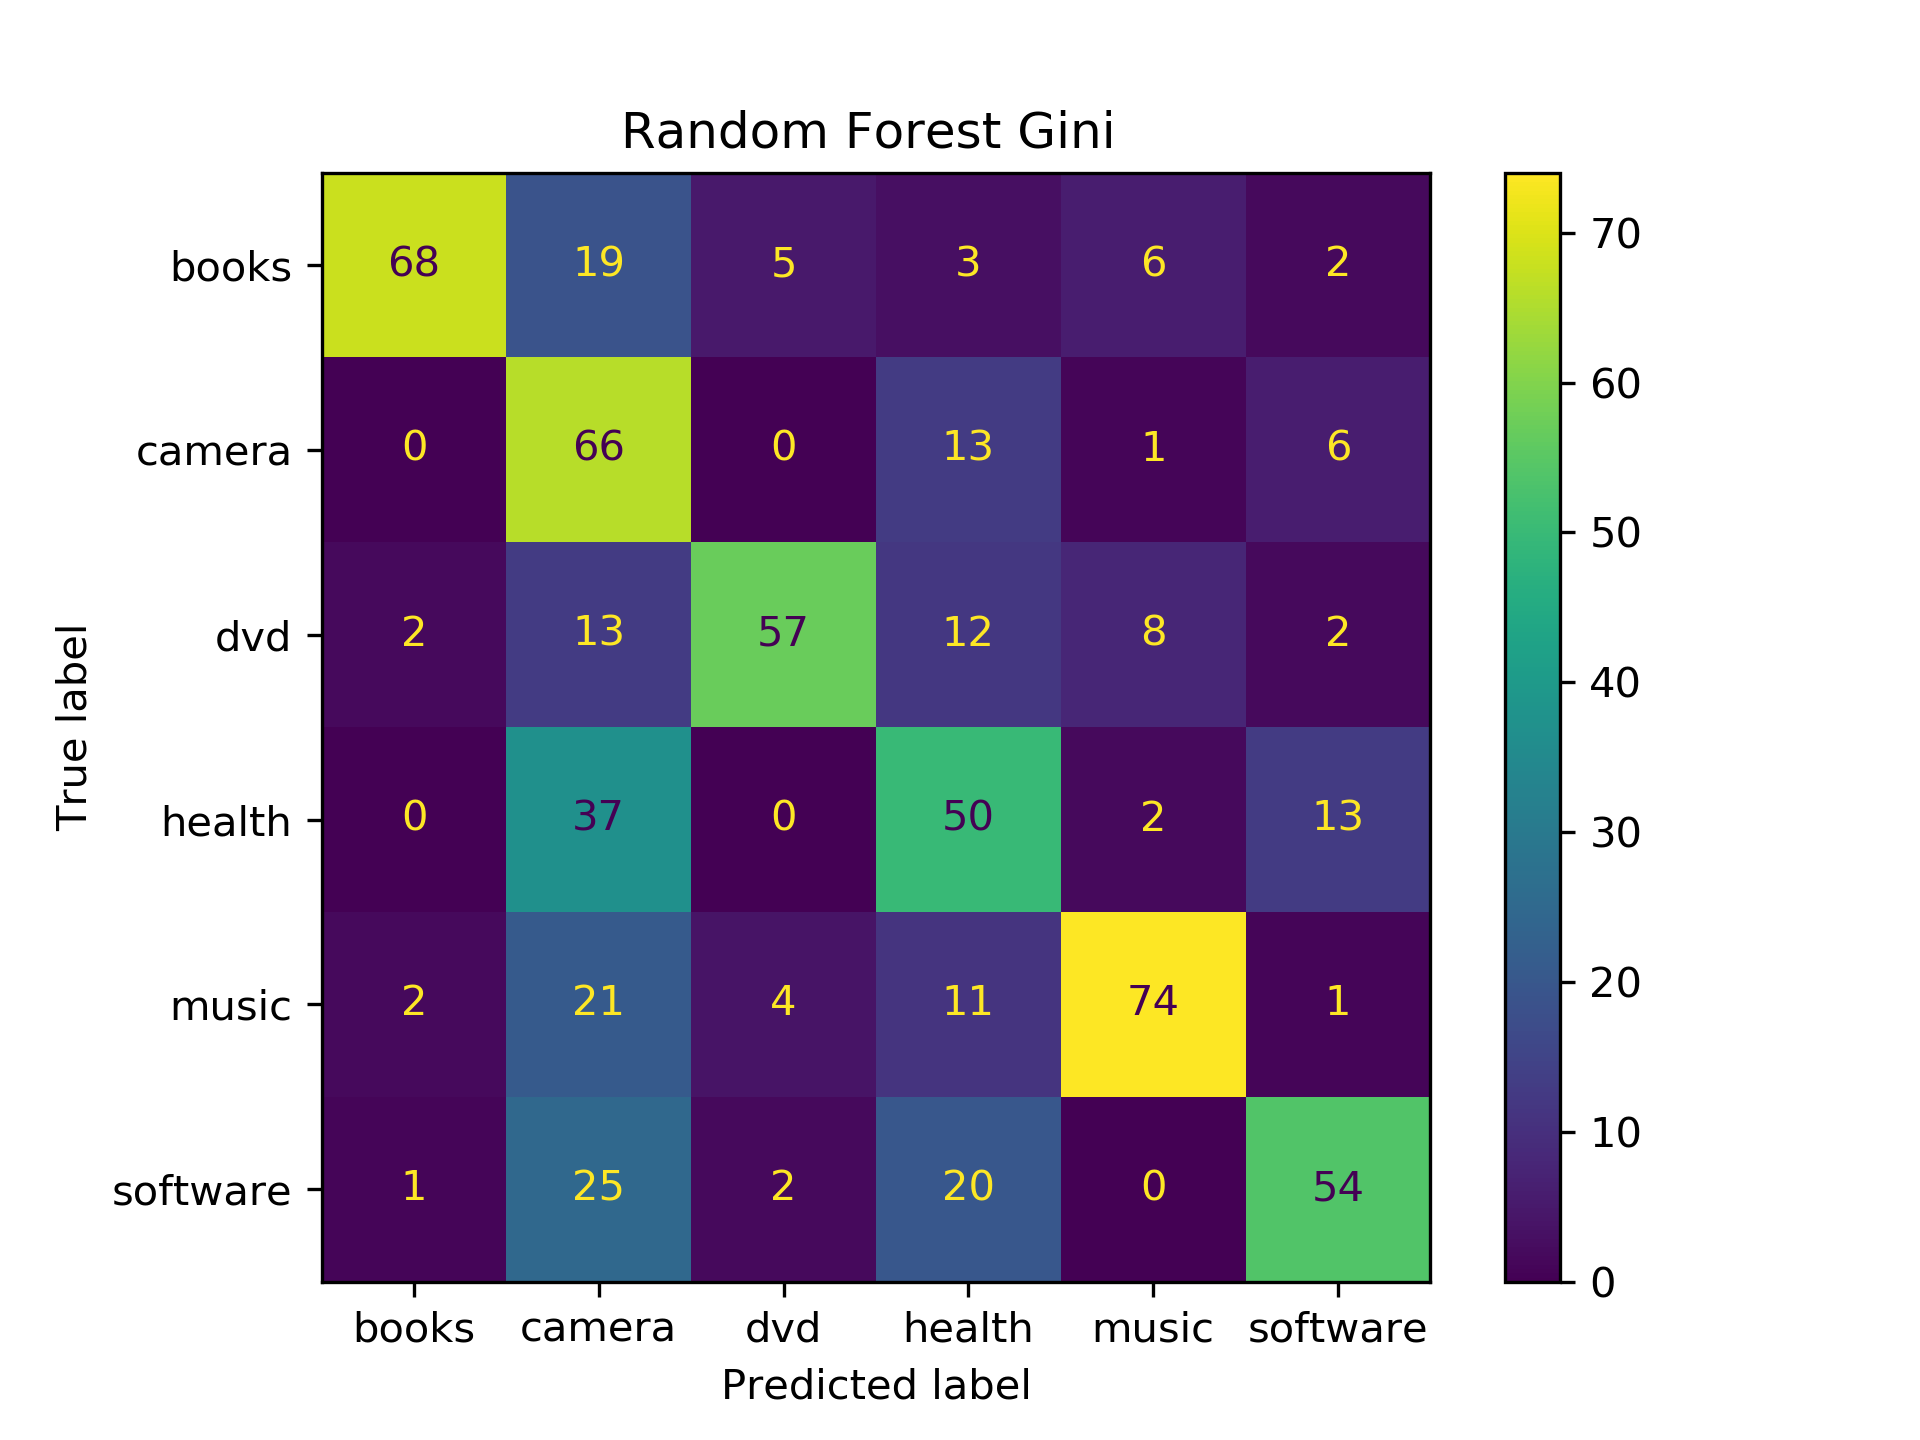 Random Forest Gini
books 68 19 5 3 6 2
camera 0 66 0 13 1 6
dvd 2 13 57 12 8 2
health 0 37 0 50 2 13
music 2 21 4 11 74 1
software 1 25 2 20 0 54
books camera dvd health music software
Predicted label
True label
70
60
50
40
30
20
10
0